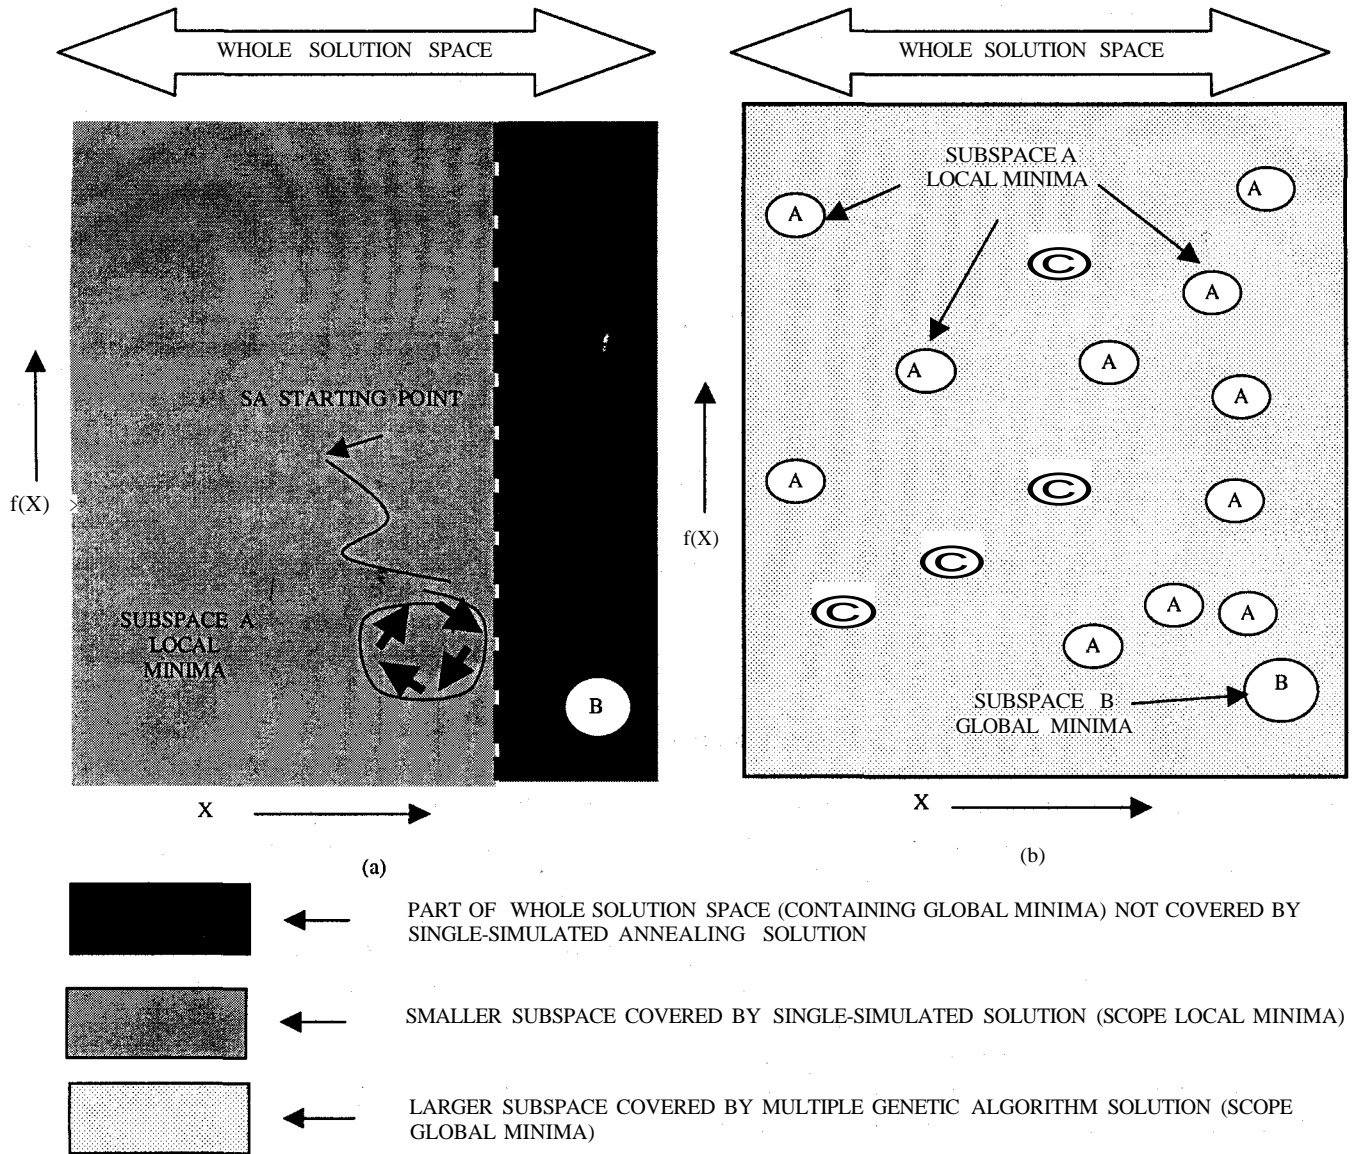 WHOLE SOLUTION SPACE
WHOLE SOLUTION SPACE
SA STARTING POINT
f(X)
SUBSPACE A
LOCAL
MINIMA
B
X
(a)
SUBSPACE A
LOCAL MINIMA
A
A
C
A
A
A
A
A
C
A
C
C
A
A
A
B
SUBSPACE B
GLOBAL MINIMA
f(X)
X
(b)
PART OF WHOLE SOLUTION SPACE (CONTAINING GLOBAL MINIMA) NOT COVERED BY
SINGLE-SIMULATED ANNEALING SOLUTION
SMALLER SUBSPACE COVERED BY SINGLE-SIMULATED SOLUTION (SCOPE LOCAL MINIMA)
LARGER SUBSPACE COVERED BY MULTIPLE GENETIC ALGORITHM SOLUTION (SCOPE
GLOBAL MINIMA)